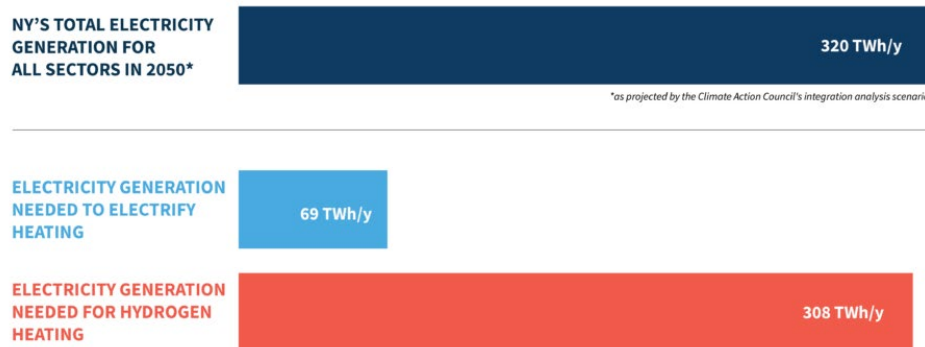 NY’S TOTAL ELECTRICITY
GENERATION FOR
ALL SECTORS IN 2050*
320 TWh/y
*as projected by the Climate Action Council's integration analysis scenario
ELECTRICITY GENERATION
NEEDED TO ELECTRIFY
HEATING
69 TWh/y
ELECTRICITY GENERATION
NEEDED FOR HYDROGEN
HEATING
308 TWh/y